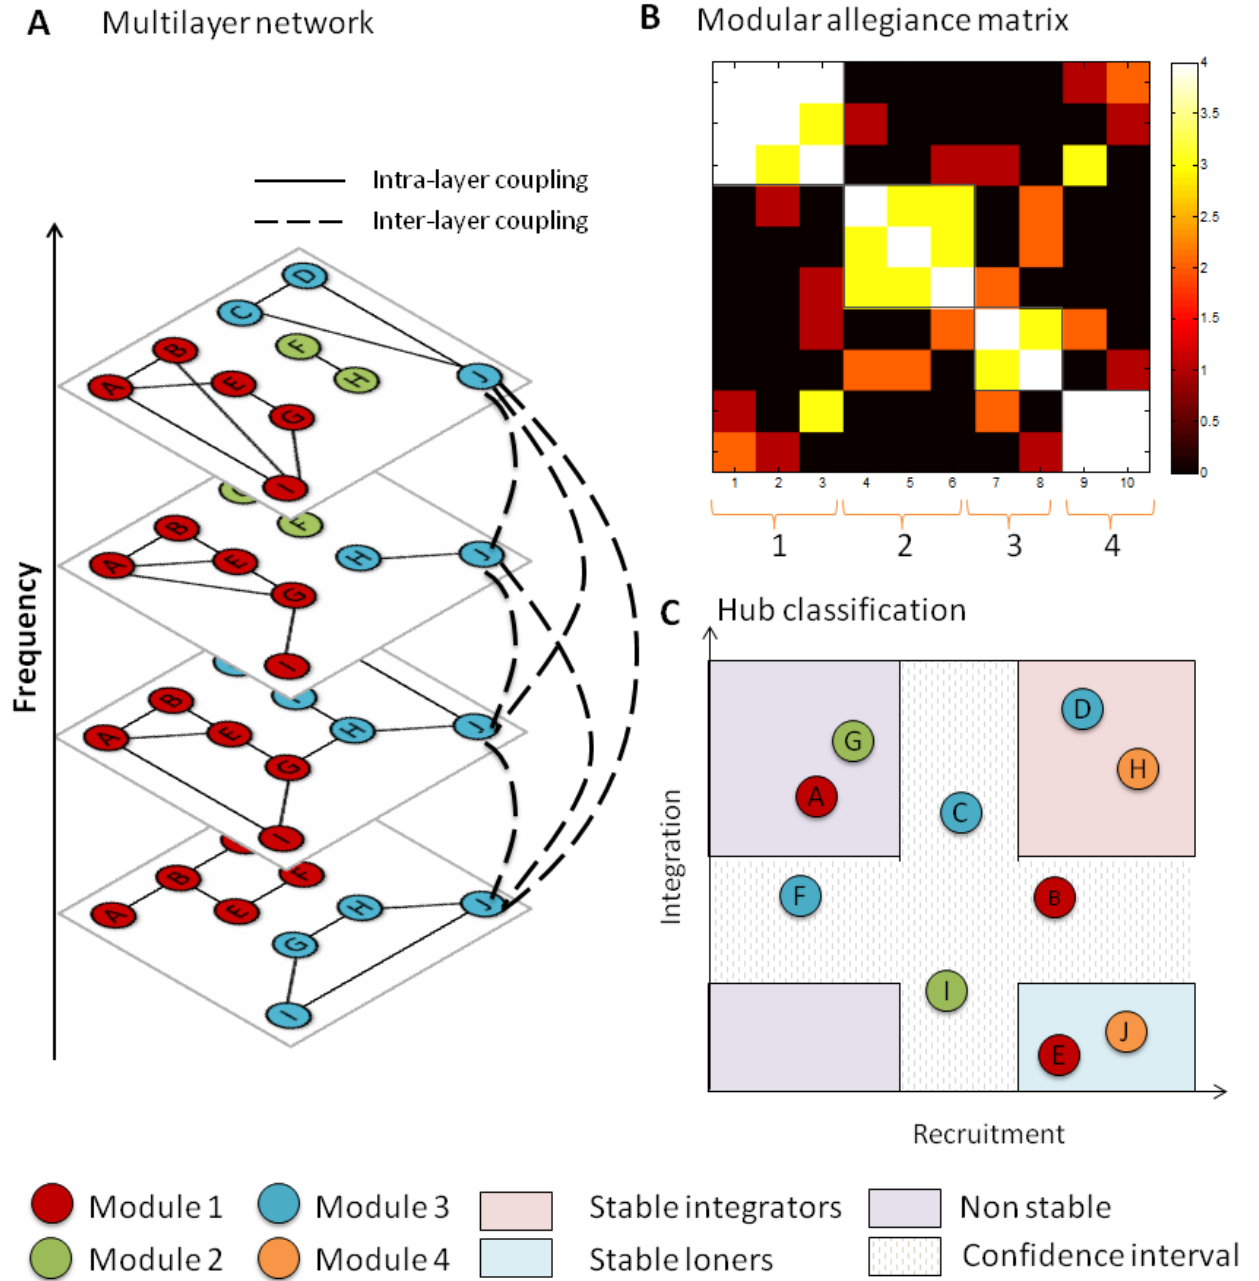 A Multilayer network
Intra-layer coupling
Inter-layer coupling
Frequency
D
C
B
F
A
E
H
J
G
I
B
F
A
E
H
J
G
I
B
A
E
H
J
G
I
B
F
A
E
H
J
G
I
B Modular allegiance matrix
4
3.5
3
2.5
2
1.5
1
0.5
0
1 2 3 4 5 6 7 8 9 10
1 2 3 4
C Hub classification
Integration
D
G
H
A
C
F
B
I
J
E
Recruitment
Module 1 Module 3 Stable integrators Non stable
Module 2 Module 4 Stable loners Confidence interval